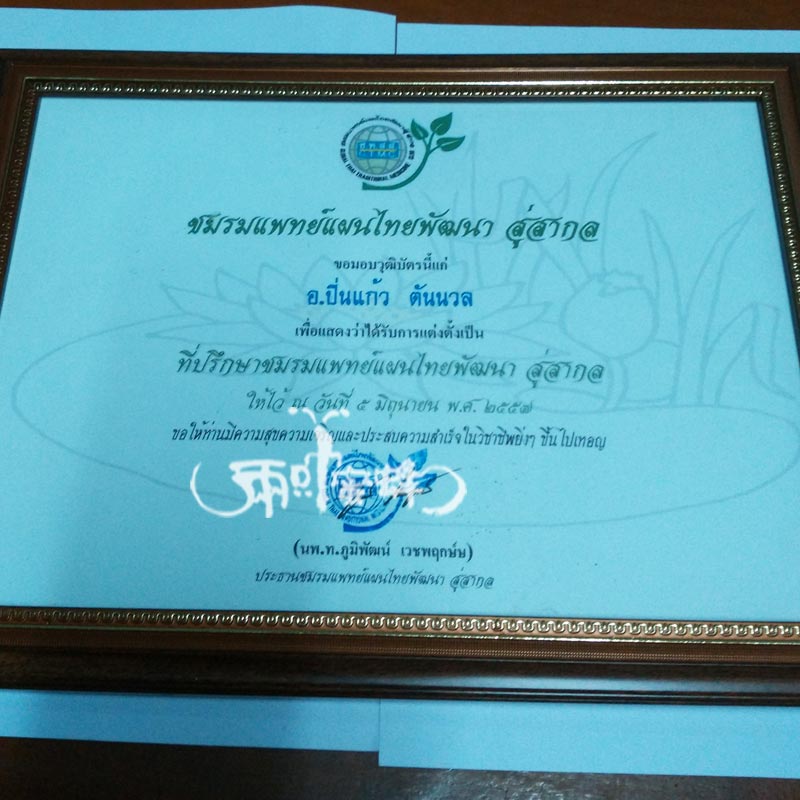 GLOBAL THAI TRADITIONAL MEDICINE
ชมรมแพทย์แผนไทยพัฒนา สู่สากล
ขอมอบวุฒิบัตรนี้แก่
อ.ปิ่นแก้ว ตันนวล
เพื่อแสดงว่าได้รับการแต่งตั้งเป็น
ที่ปรึกษาชมรมแพทย์แผนไทยพัฒนา สู่สากล
ให้ไว้ ณ วันที่ ๕ มิถุนายน พ.ศ. ๒๕๕๗
ขอให้ท่านมีความสุขความเจริญและประสบความสำเร็จในวิชาชีพยิ่งๆ ขึ้นไปเทอญ
(นพ.ท.ภูมิพัฒน์ เวชพฤกษ์ษ)
ประธานชมรมแพทย์แผนไทยพัฒนา สู่สากล